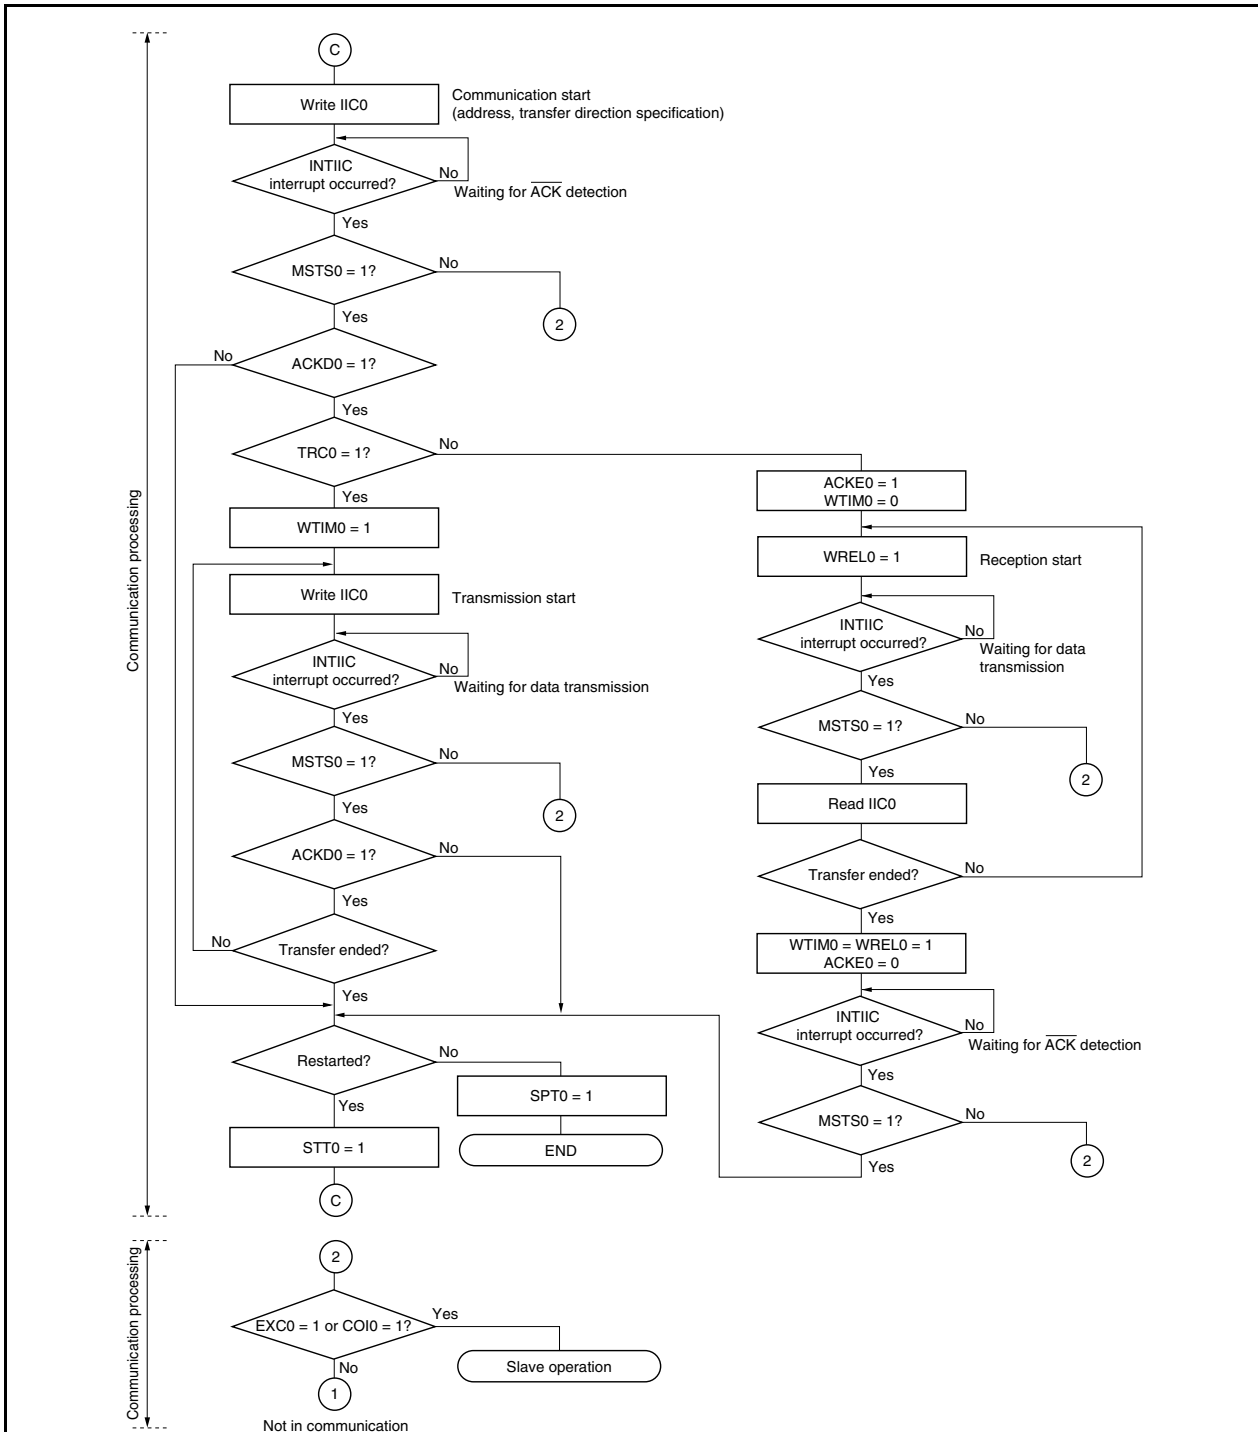 C
Write IIC0
Communication start
(address, transfer direction specification)
INTIIC
interrupt occurred?
No
Waiting for ACK detection
Yes
MSTS0 = 1?
No
2
Yes
ACKD0 = 1?
No
Yes
TRC0 = 1?
No
Yes
WTIM0 = 1
Write IIC0
Transmission start
INTIIC
interrupt occurred?
No
Waiting for data transmission
Yes
MSTS0 = 1?
No
2
Yes
ACKD0 = 1?
No
Yes
Transfer ended?
No
Yes
Restarted?
No
SPT0 = 1
END
Yes
STT0 = 1
C
ACKE0 = 1
WTIM0 = 0
WREL0 = 1
Reception start
INTIIC
interrupt occurred?
No
Waiting for data
transmission
Yes
MSTS0 = 1?
No
2
Yes
Read IIC0
Transfer ended?
No
Yes
WTIM0 = WREL0 = 1
ACKE0 = 0
INTIIC
interrupt occurred?
No
Waiting for ACK detection
Yes
MSTS0 = 1?
No
2
Yes
Communication processing
2
EXC0 = 1 or COI0 = 1?
Yes
Slave operation
No
1
Not in communication
Communication processing